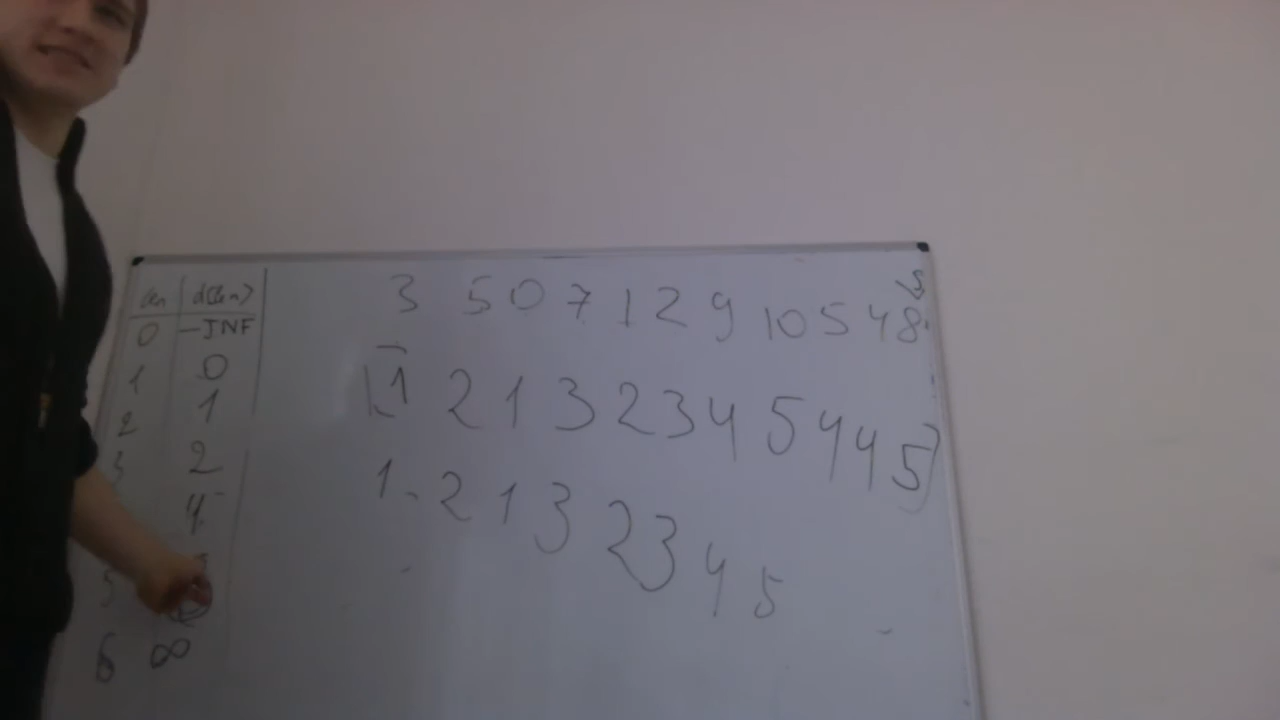 len d(len)
0 -INF
1 0
2 1
3 2
4
5
6 ∞
3 5 0 7 1 2 9 10 5 4 8
1 2 1 3 2 3 4 5 4 4 5
1 2 1 3 2 3 4 5